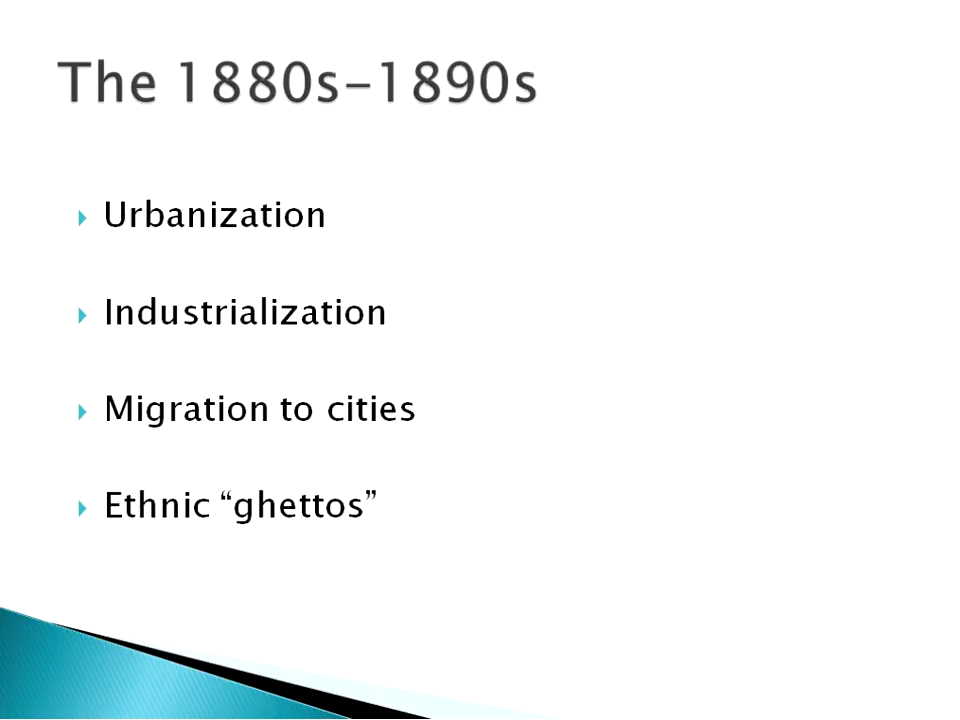 The 1880s-1890s
Urbanization
Industrialization
Migration to cities
Ethnic “ghettos”